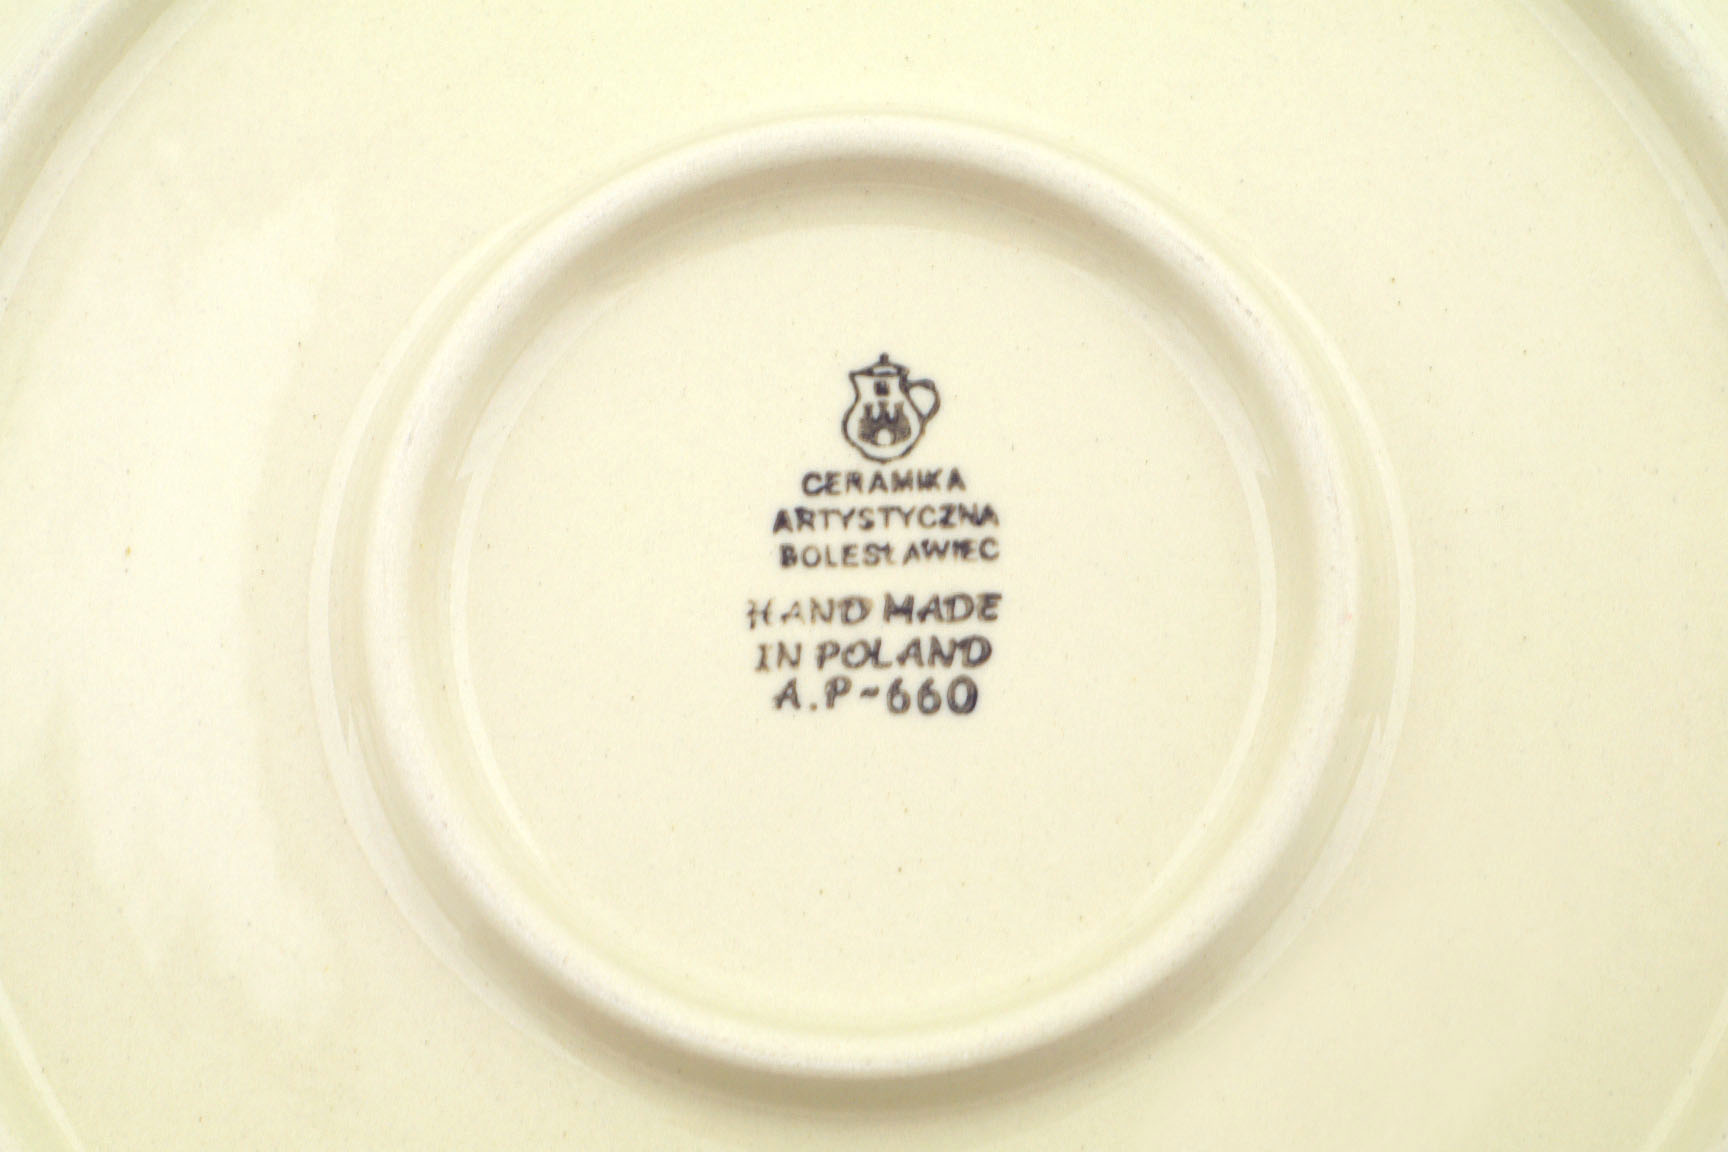 CERAMIKA
ARTYSTYCZNA
BOLESŁAWIEC
HAND MADE
IN POLAND
A.P-660